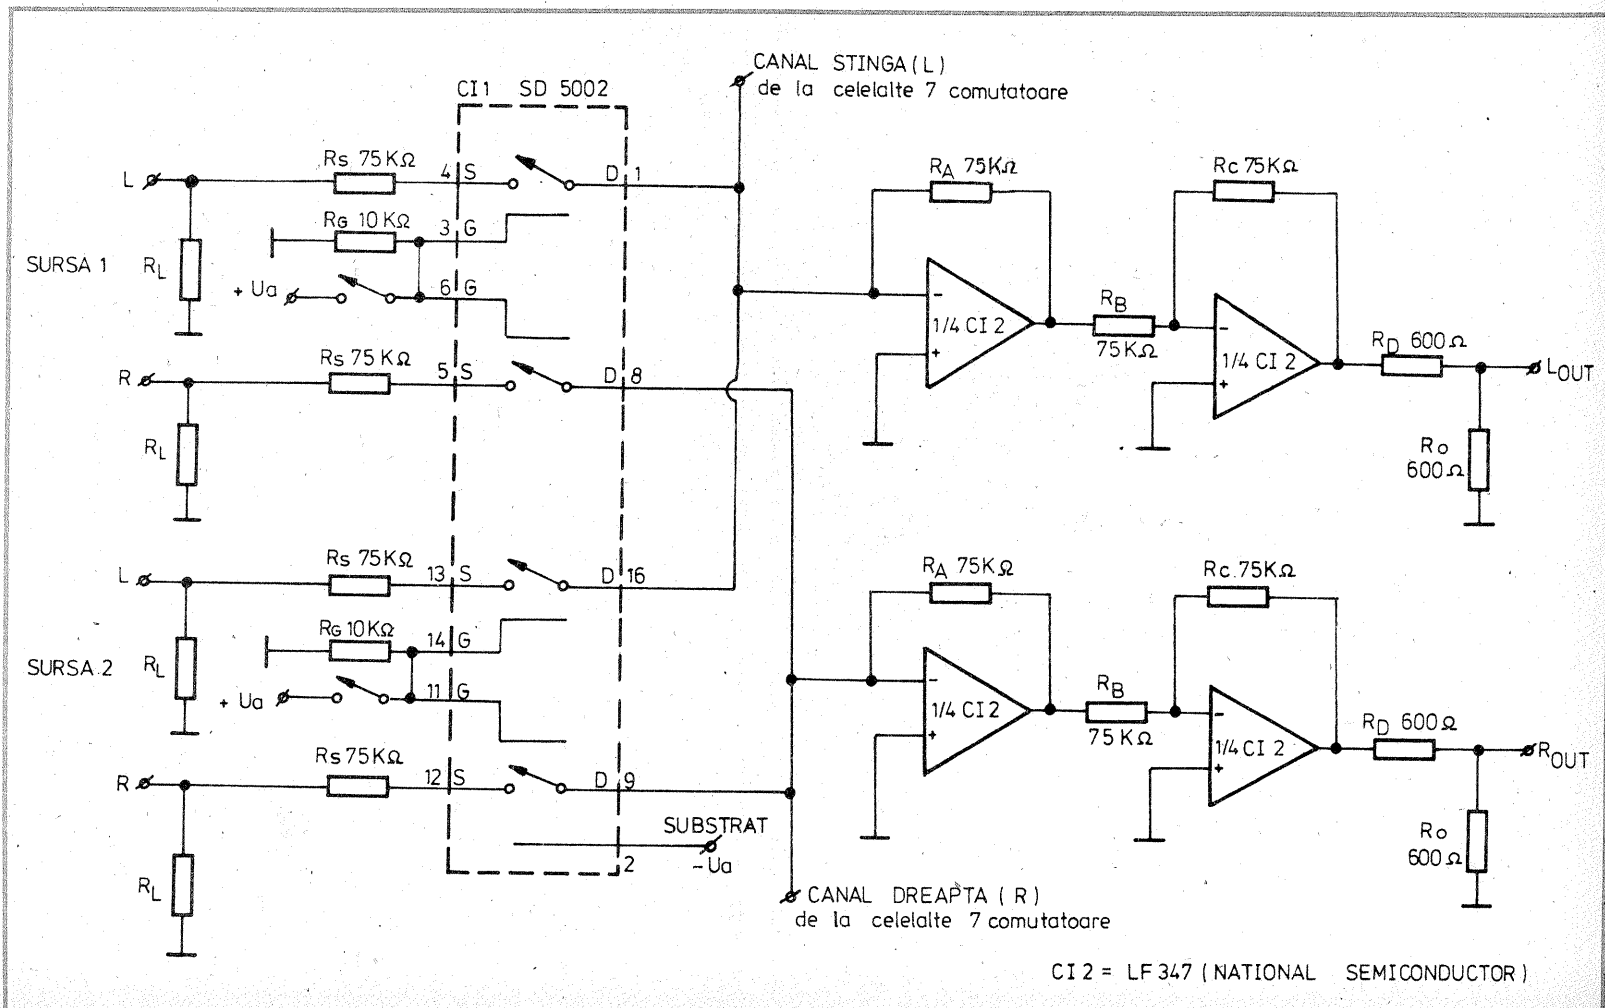 CANAL STINGA (L)
de la celelalte 7 comutatoare
CI1 SD 5002
L
Rs 75KΩ
4 S
D 1
RG 10KΩ
3 G
SURSA 1
RL
+ Ua
6 G
R
Rs 75KΩ
5 S
D 8
RL
RA 75KΩ
-
+
1/4 CI 2
RB
75KΩ
Rc 75KΩ
-
+
1/4 CI 2
RD 600Ω
LOUT
Ro
600Ω
L
Rs 75KΩ
13 S
D 16
RG 10KΩ
14 G
SURSA.2
RL
+ Ua
11 G
R
Rs 75KΩ
12 S
D 9
RL
SUBSTRAT
2
-Ua
RA 75KΩ
-
+
1/4 CI 2
RB
75KΩ
Rc.75KΩ
-
+
1/4 CI 2
RD 600Ω
ROUT
Ro
600Ω
CANAL DREAPTA (R)
de la celelalte 7 comutatoare
CI 2 = LF 347 (NATIONAL SEMICONDUCTOR)